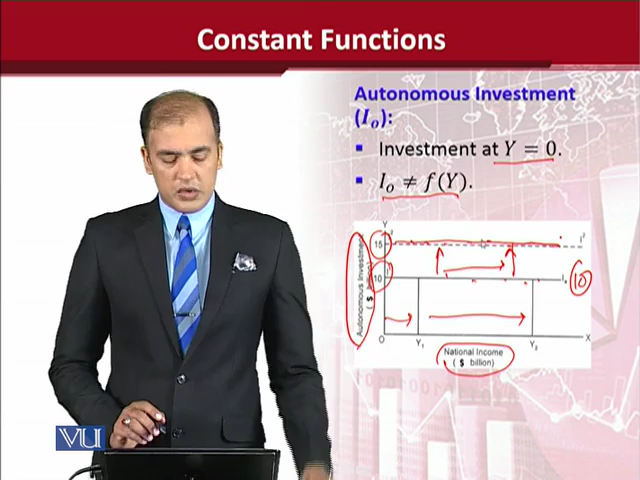 Constant Functions
Autonomous Investment
(I₀):
▪ Investment at Y = 0.
▪ I₀ ≠ f(Y).
Y
15
10
Autonomous Investment
($ billion)
10
O
Y₁
Y₂
X
National Income
($ billion)
VU